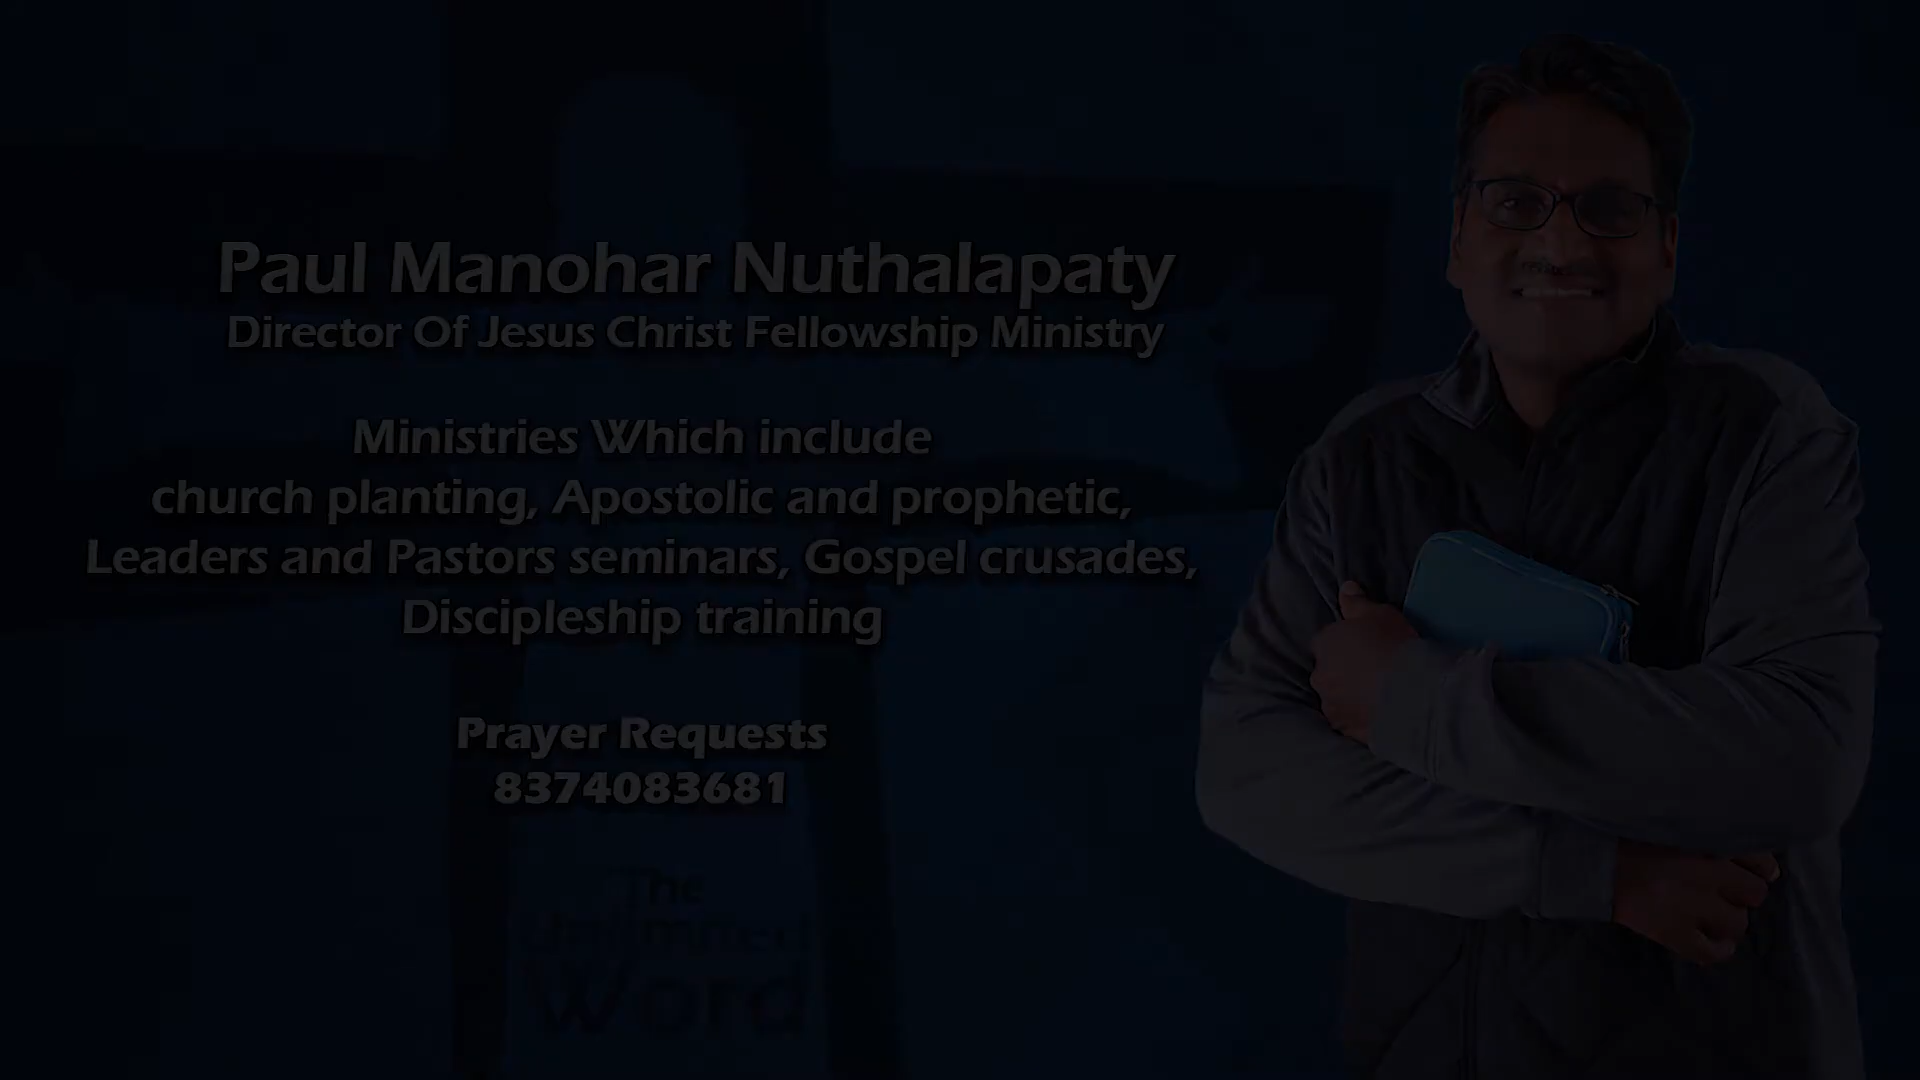 Paul Manohar Nuthalapaty
Director Of Jesus Christ Fellowship Ministry
Ministries Which include
church planting, Apostolic and prophetic,
Leaders and Pastors seminars, Gospel crusades,
Discipleship training
Prayer Requests
8374083681
The
Unlimited
Word